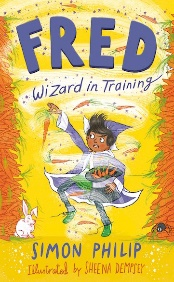 FRED
Wizard in Training
SIMON PHILIP
Illustrated by SHEENA DEMPSEY